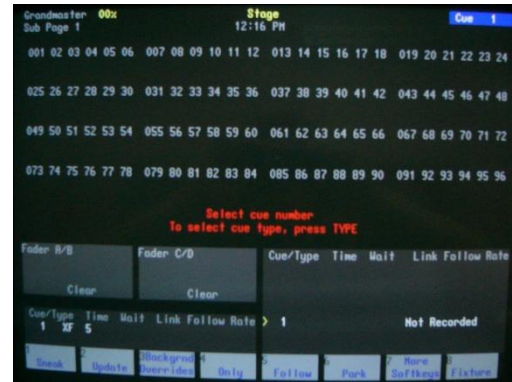 Grandmaster 00% Stage Cue 1
Sub Page 1 12:16 PM
001 02 03 04 05 06 007 08 09 10 11 12 013 14 15 16 17 18 019 20 21 22 23 24
025 26 27 28 29 30 031 32 33 34 35 36 037 38 39 40 41 42 043 44 45 46 47 48
049 50 51 52 53 54 055 56 57 58 59 60 061 62 63 64 65 66 067 68 69 70 71 72
073 74 75 76 77 78 079 80 81 82 83 84 085 86 87 88 89 90 091 92 93 94 95 96
Select cue number
To select cue type, press TYPE
Fader A/B Fader C/D Cue/Type Time Wait Link Follow Rate
Clear Clear
Cue/Type Time Wait Link Follow Rate > 1 Not Recorded
1 XF 5
1 Sneak 2 Update 3Backgrnd Overrides 4 Only 5 Follow 6 Park 7 More Softkeys 8 Fixture